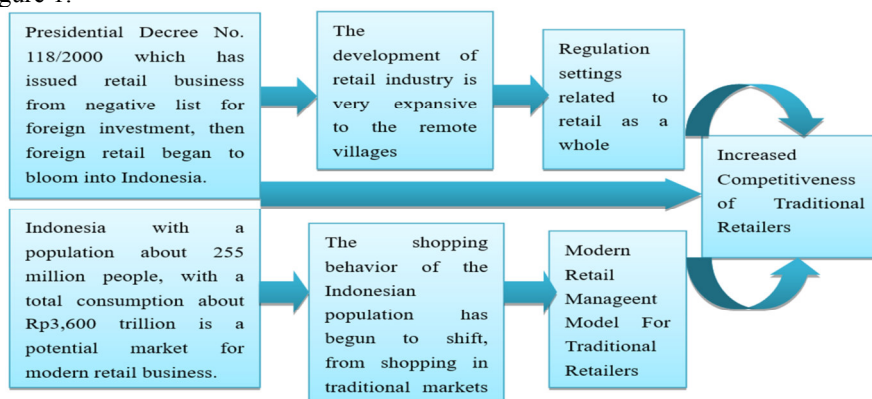 gure 1.
Presidential Decree No.
118/2000 which has
issued retail business
from negative list for
foreign investment, then
foreign retail began to
bloom into Indonesia.
The
development of
retail industry is
very expansive
to the remote
villages
Regulation
settings
related to
retail as a
whole
Increased
Competitiveness
of Traditional
Retailers
Indonesia with a
population about 255
million people, with a
total consumption about
Rp3,600 trillion is a
potential market for
modern retail business.
The shopping
behavior of the
Indonesian
population has
begun to shift,
from shopping in
traditional markets
Modern
Retail
Manageent
Model For
Traditional
Retailers